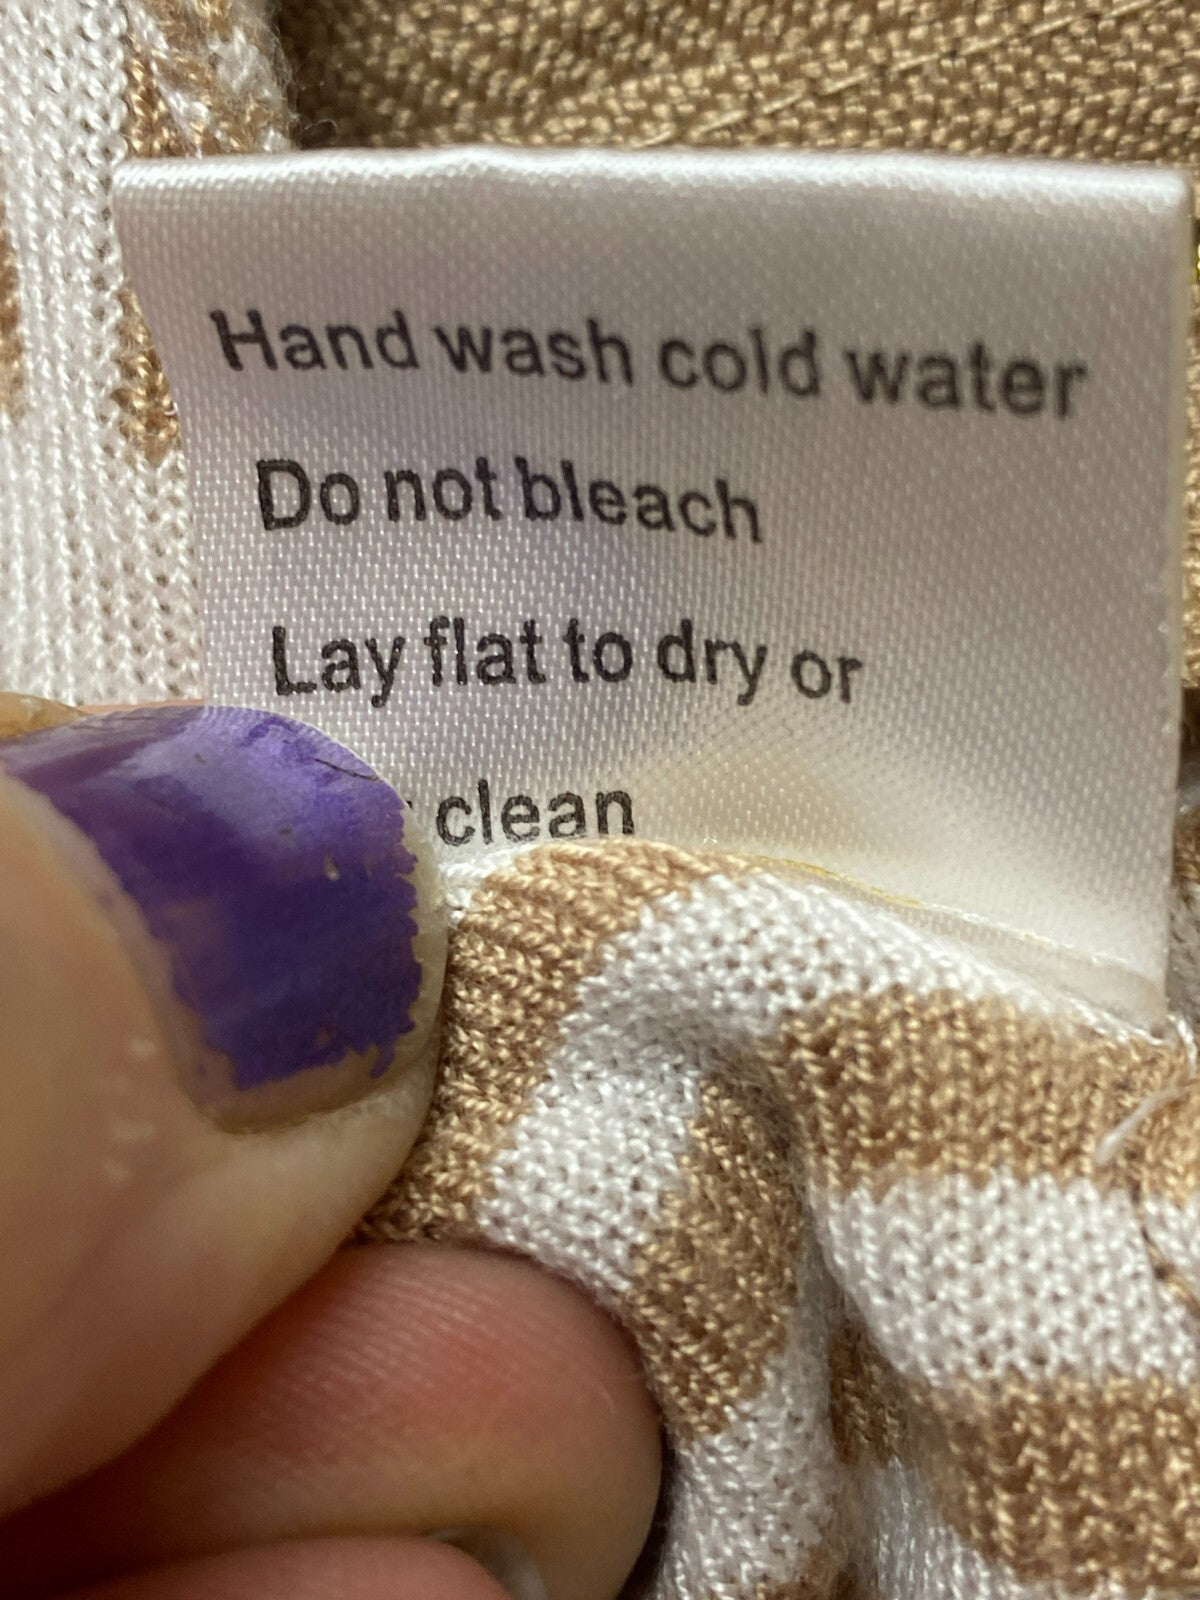 Hand wash cold water
Do not bleach
Lay flat to dry or
clean